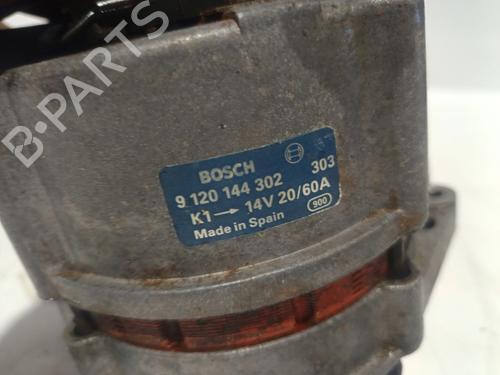 B-PARTS
BOSCH
9 120 144 302 303
K1→ 14V 20/60A
Made in Spain 900